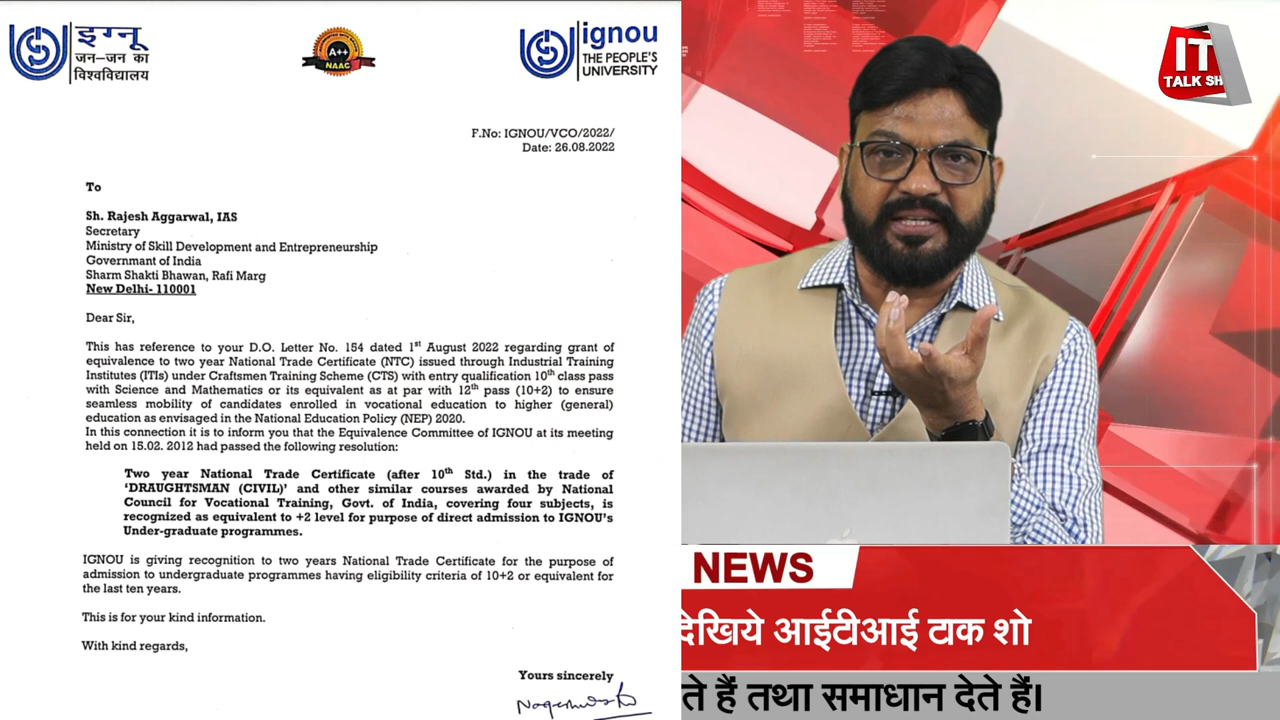 इग्नू
जन–जन का
विश्वविद्यालय
A++
NAAC
ignou
THE PEOPLE'S
UNIVERSITY
F.No: IGNOU/VCO/2022/
Date: 26.08.2022
To
Sh. Rajesh Aggarwal, IAS
Secretary
Ministry of Skill Development and Entrepreneurship
Governmant of India
Sharm Shakti Bhawan, Rafi Marg
New Delhi- 110001
Dear Sir,
This has reference to your D.O. Letter No. 154 dated 1st August 2022 regarding grant of
equivalence to two year National Trade Certificate (NTC) issued through Industrial Training
Institutes (ITIs) under Craftsmen Training Scheme (CTS) with entry qualification 10th class pass
with Science and Mathematics or its equivalent as at par with 12th pass (10+2) to ensure
seamless mobility of candidates enrolled in vocational education to higher (general)
education as envisaged in the National Education Policy (NEP) 2020.
In this connection it is to inform you that the Equivalence Committee of IGNOU at its meeting
held on 15.02. 2012 had passed the following resolution:
Two year National Trade Certificate (after 10th Std.) in the trade of
‘DRAUGHTSMAN (CIVIL)’ and other similar courses awarded by National
Council for Vocational Training, Govt. of India, covering four subjects, is
recognized as equivalent to +2 level for purpose of direct admission to IGNOU's
Under-graduate programmes.
IGNOU is giving recognition to two years National Trade Certificate for the purpose of
admission to undergraduate programmes having eligibility criteria of 10+2 or equivalent for
the last ten years.
This is for your kind information.
With kind regards,
Yours sincerely
IT
TALK SH
NEWS
देखिये आईटीआई टाक शो
ते हैं तथा समाधान देते हैं।